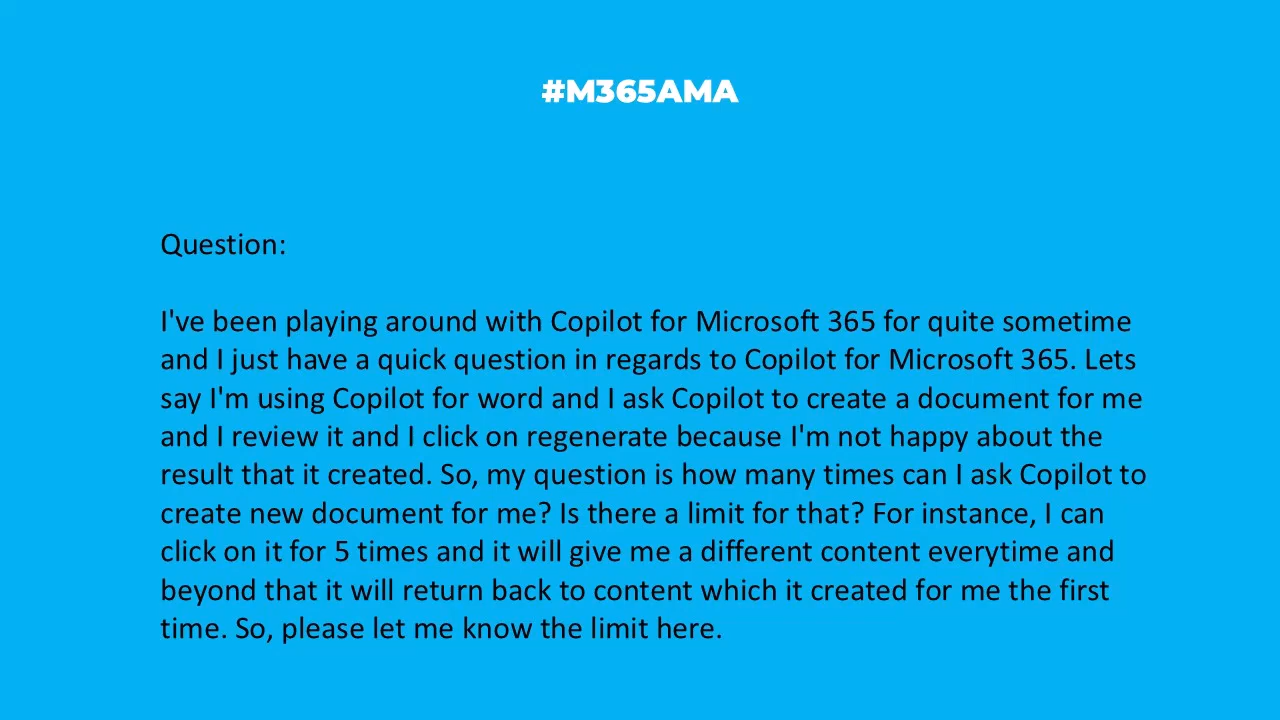 #M365AMA
Question:
I've been playing around with Copilot for Microsoft 365 for quite sometime
and I just have a quick question in regards to Copilot for Microsoft 365. Lets
say I'm using Copilot for word and I ask Copilot to create a document for me
and I review it and I click on regenerate because I'm not happy about the
result that it created. So, my question is how many times can I ask Copilot to
create new document for me? Is there a limit for that? For instance, I can
click on it for 5 times and it will give me a different content everytime and
beyond that it will return back to content which it created for me the first
time. So, please let me know the limit here.